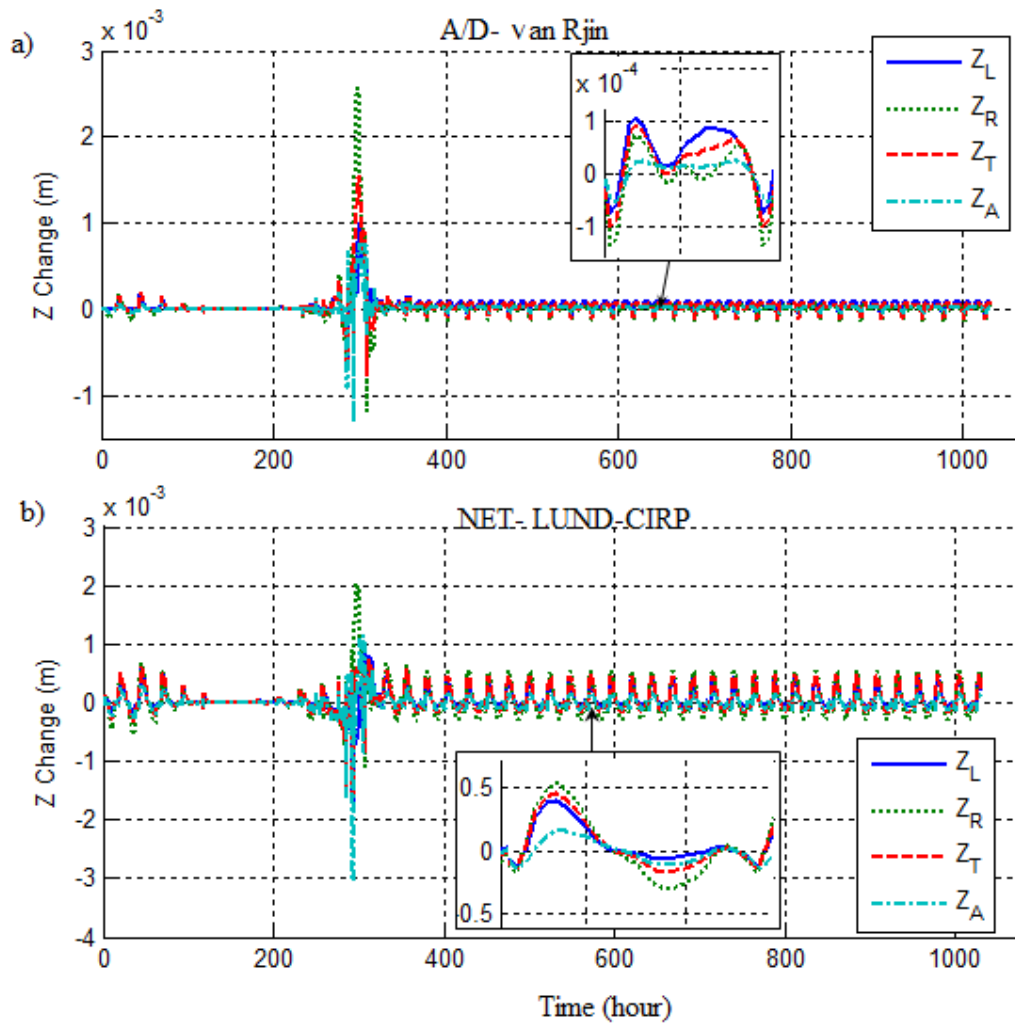 a)
A/D- van Rjin
x 10^-3
3
2
1
0
-1
Z Change (m)
x 10^-4
1
0
-1
Z_L
Z_R
Z_T
Z_A
0 200 400 600 800 1000
b)
NET- LUND-CIRP
x 10^-3
3
2
1
0
-1
-2
-3
-4
Z Change (m)
0.5
0
0.5
Z_L
Z_R
Z_T
Z_A
0 200 400 600 800 1000
Time (hour)